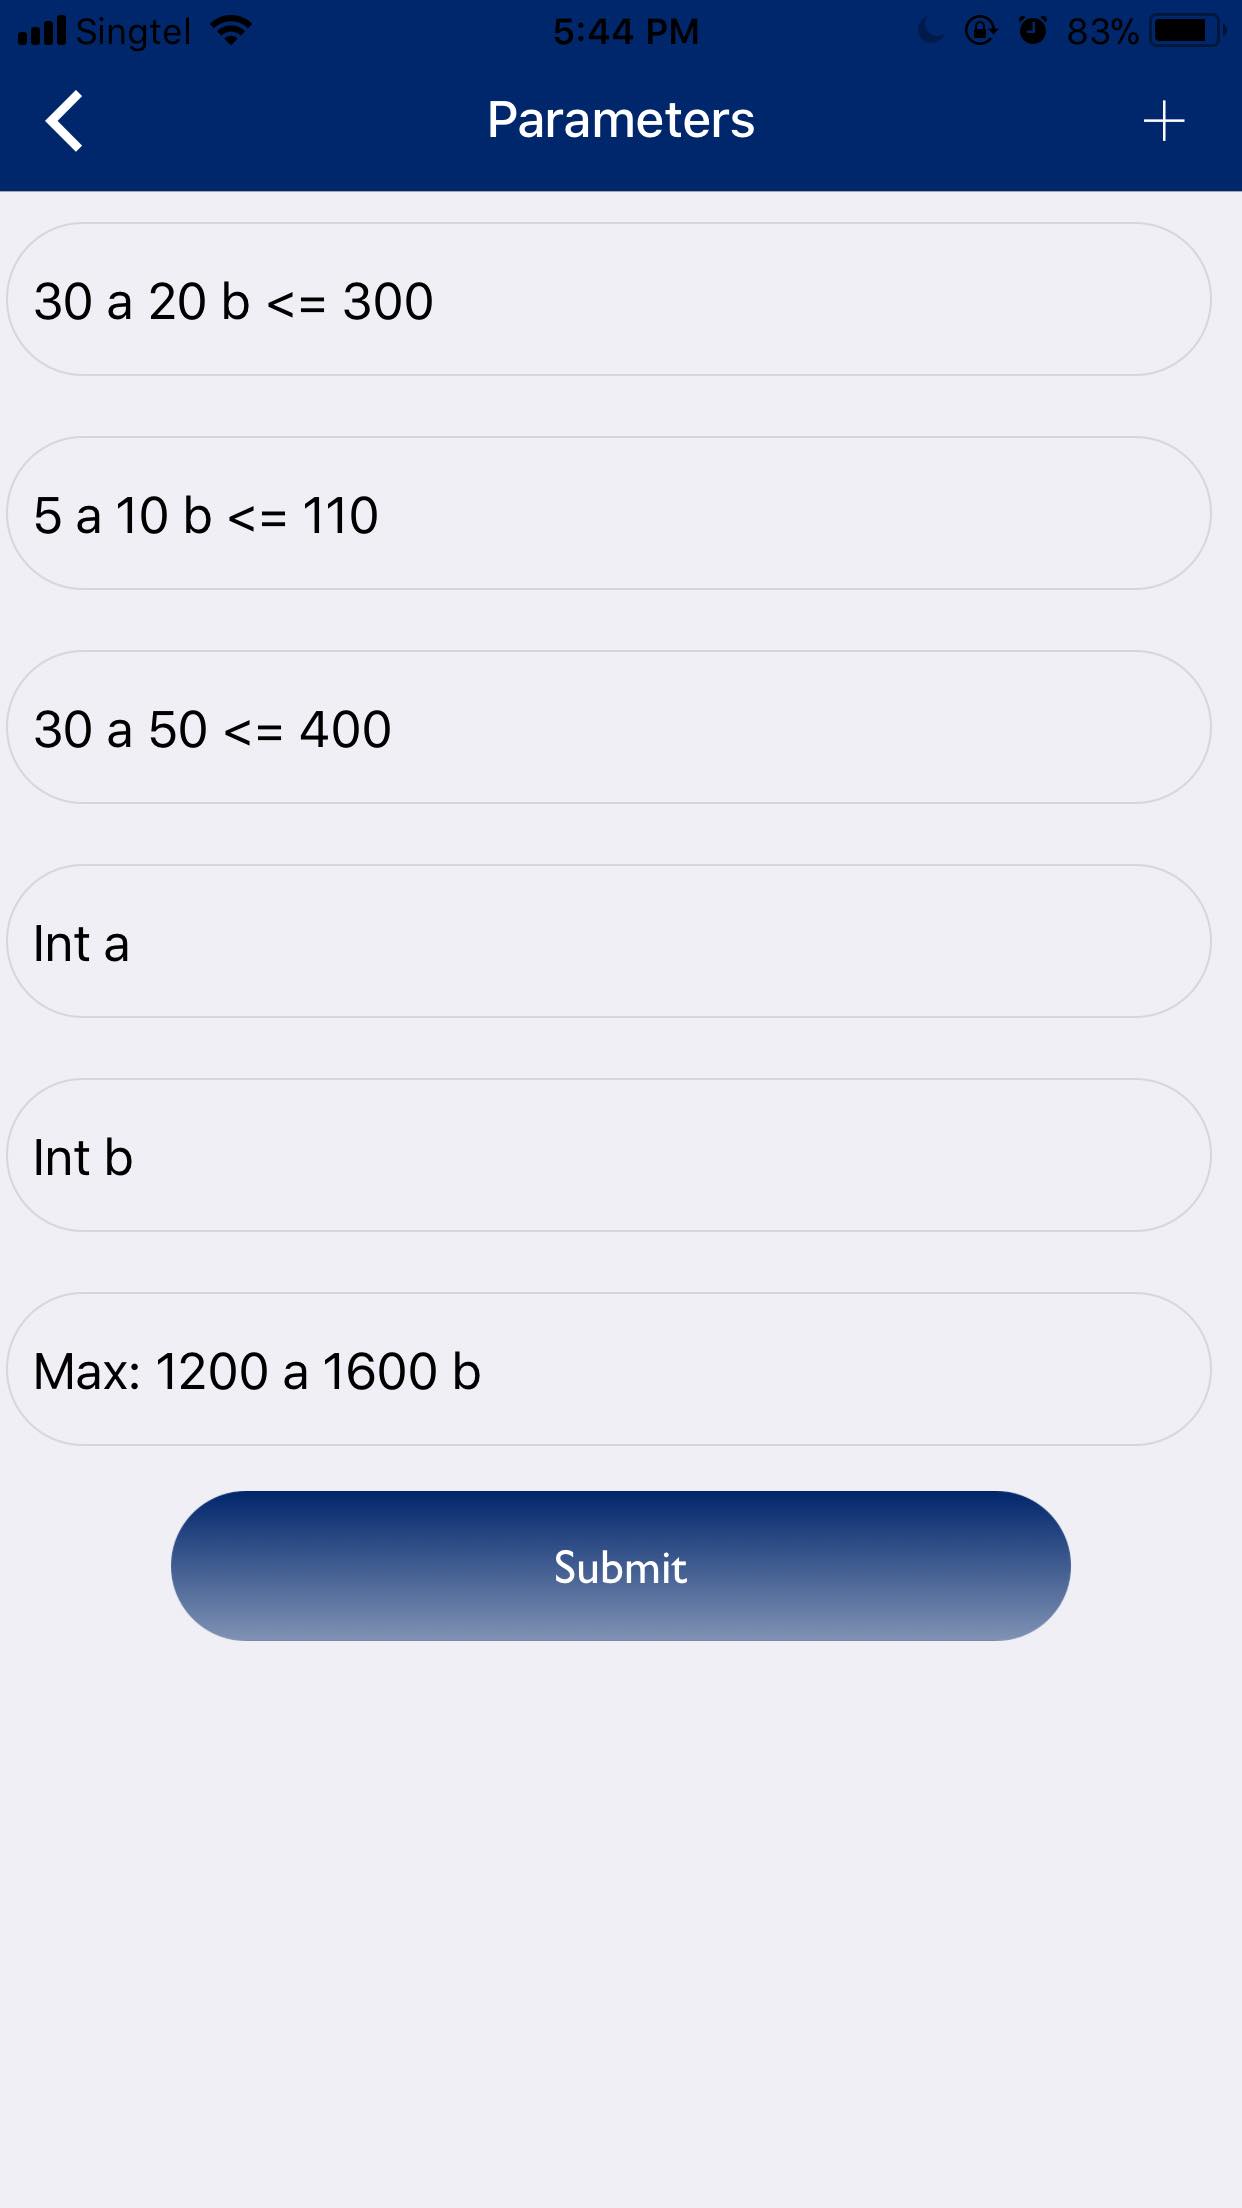 Singtel 5:44 PM 83%
Parameters
30 a 20 b <= 300
5 a 10 b <= 110
30 a 50 <= 400
Int a
Int b
Max: 1200 a 1600 b
Submit